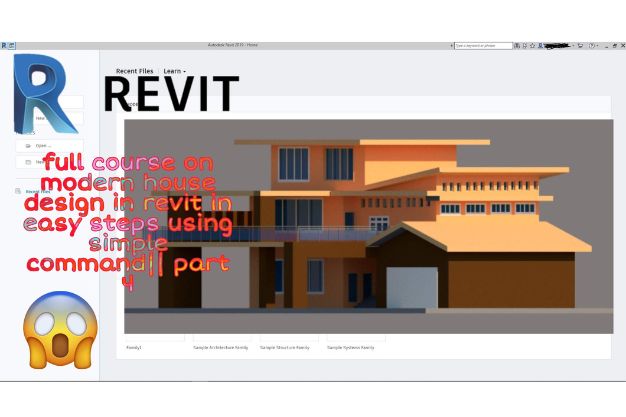 Autodesk Revit 2019 - Home
Type a keyword or phrase
Recent Files | Learn
REVIT
New
Open ...
full course on
modern house
design in revit in
easy steps using
simple
command|| part
4
Recent Files
Family1
Sample Architecture Family
Sample Structure Family
Sample Systems Family